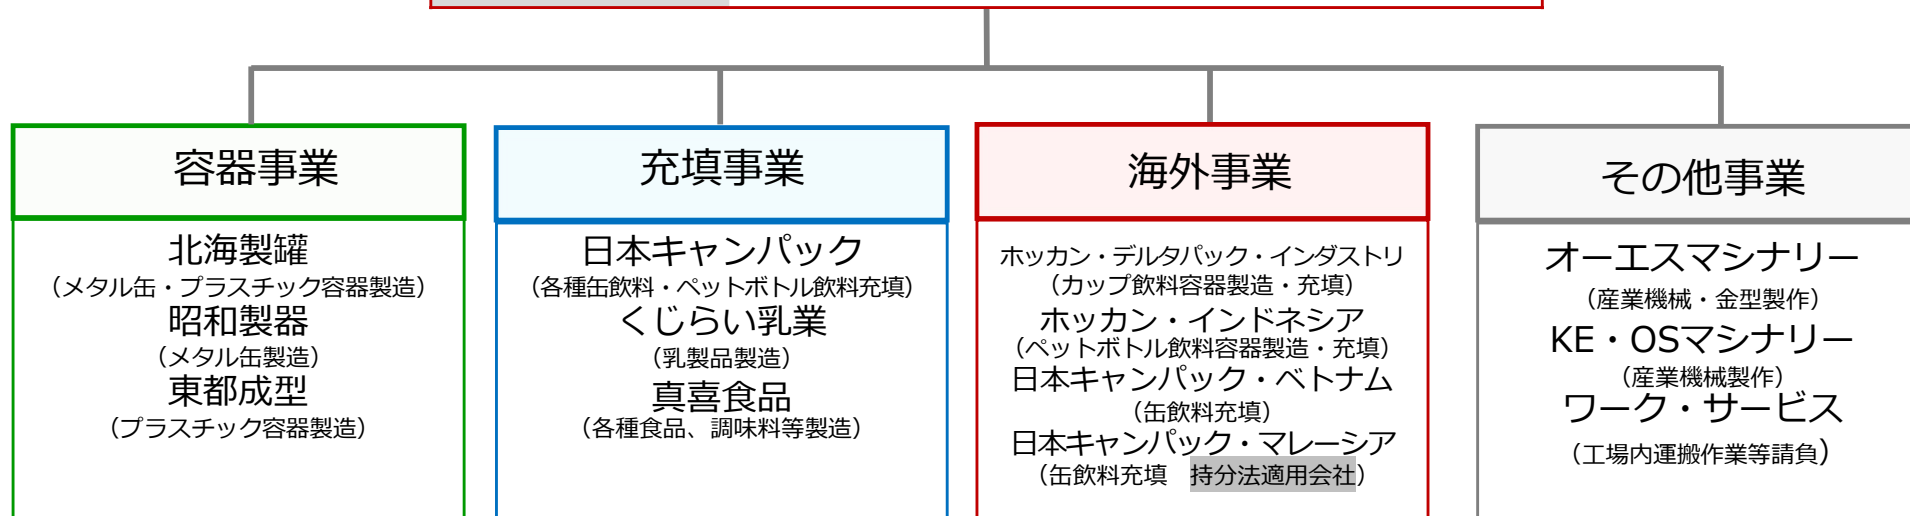 容器事業
北海製罐
（メタル缶・プラスチック容器製造）
昭和製器
（メタル缶製造）
東都成型
（プラスチック容器製造）
充填事業
日本キャンパック
（各種缶飲料・ペットボトル飲料充填）
くじらい乳業
（乳製品製造）
真喜食品
（各種食品、調味料等製造）
海外事業
ホッカン・デルタパック・インダストリ
（カップ飲料容器製造・充填）
ホッカン・インドネシア
（ペットボトル飲料容器製造・充填）
日本キャンパック・ベトナム
（缶飲料充填）
日本キャンパック・マレーシア
（缶飲料充填　持分法適用会社）
その他事業
オーエスマシナリー
（産業機械・金型製作）
KE・OSマシナリー
（産業機械製作）
ワーク・サービス
（工場内運搬作業等請負）